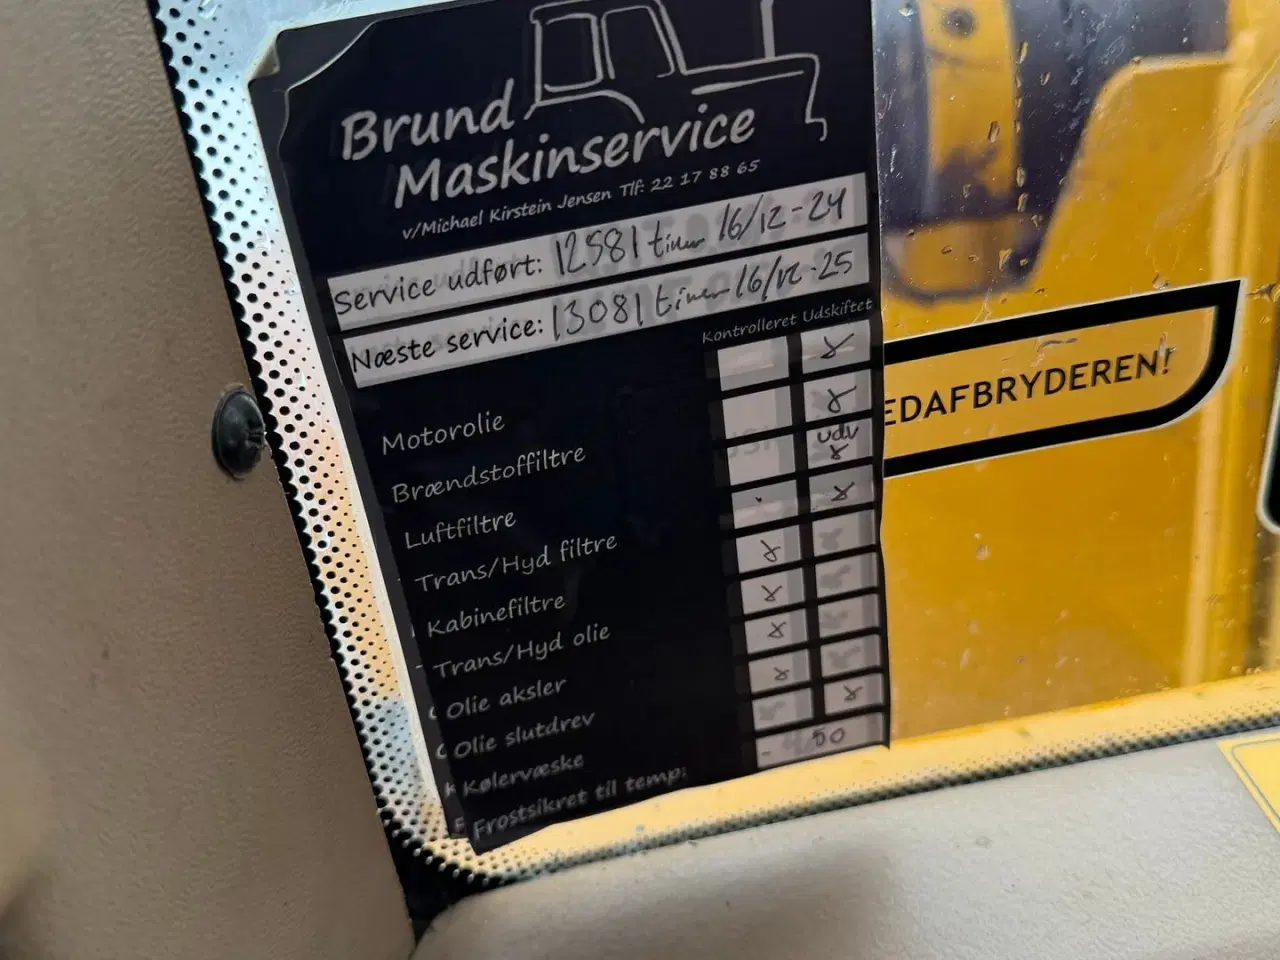 Brund
Maskinservice
v/Michael Kirstein Jensen Tlf: 22 17 88 65
Service udført: 12581 timer 16/12-24
Næste service: 13081 timer 16/12-25
Kontrolleret Udskiftet
Motorolie x
Brændstoffiltre x
Luftfiltre udv x
Trans/Hyd filtre x
Kabinefiltre x
Trans/Hyd olie x
Olie aksler x
Olie slutdrev x
Kølervæske x
Frostsikret til temp: -50
EDAFBRYDEREN!